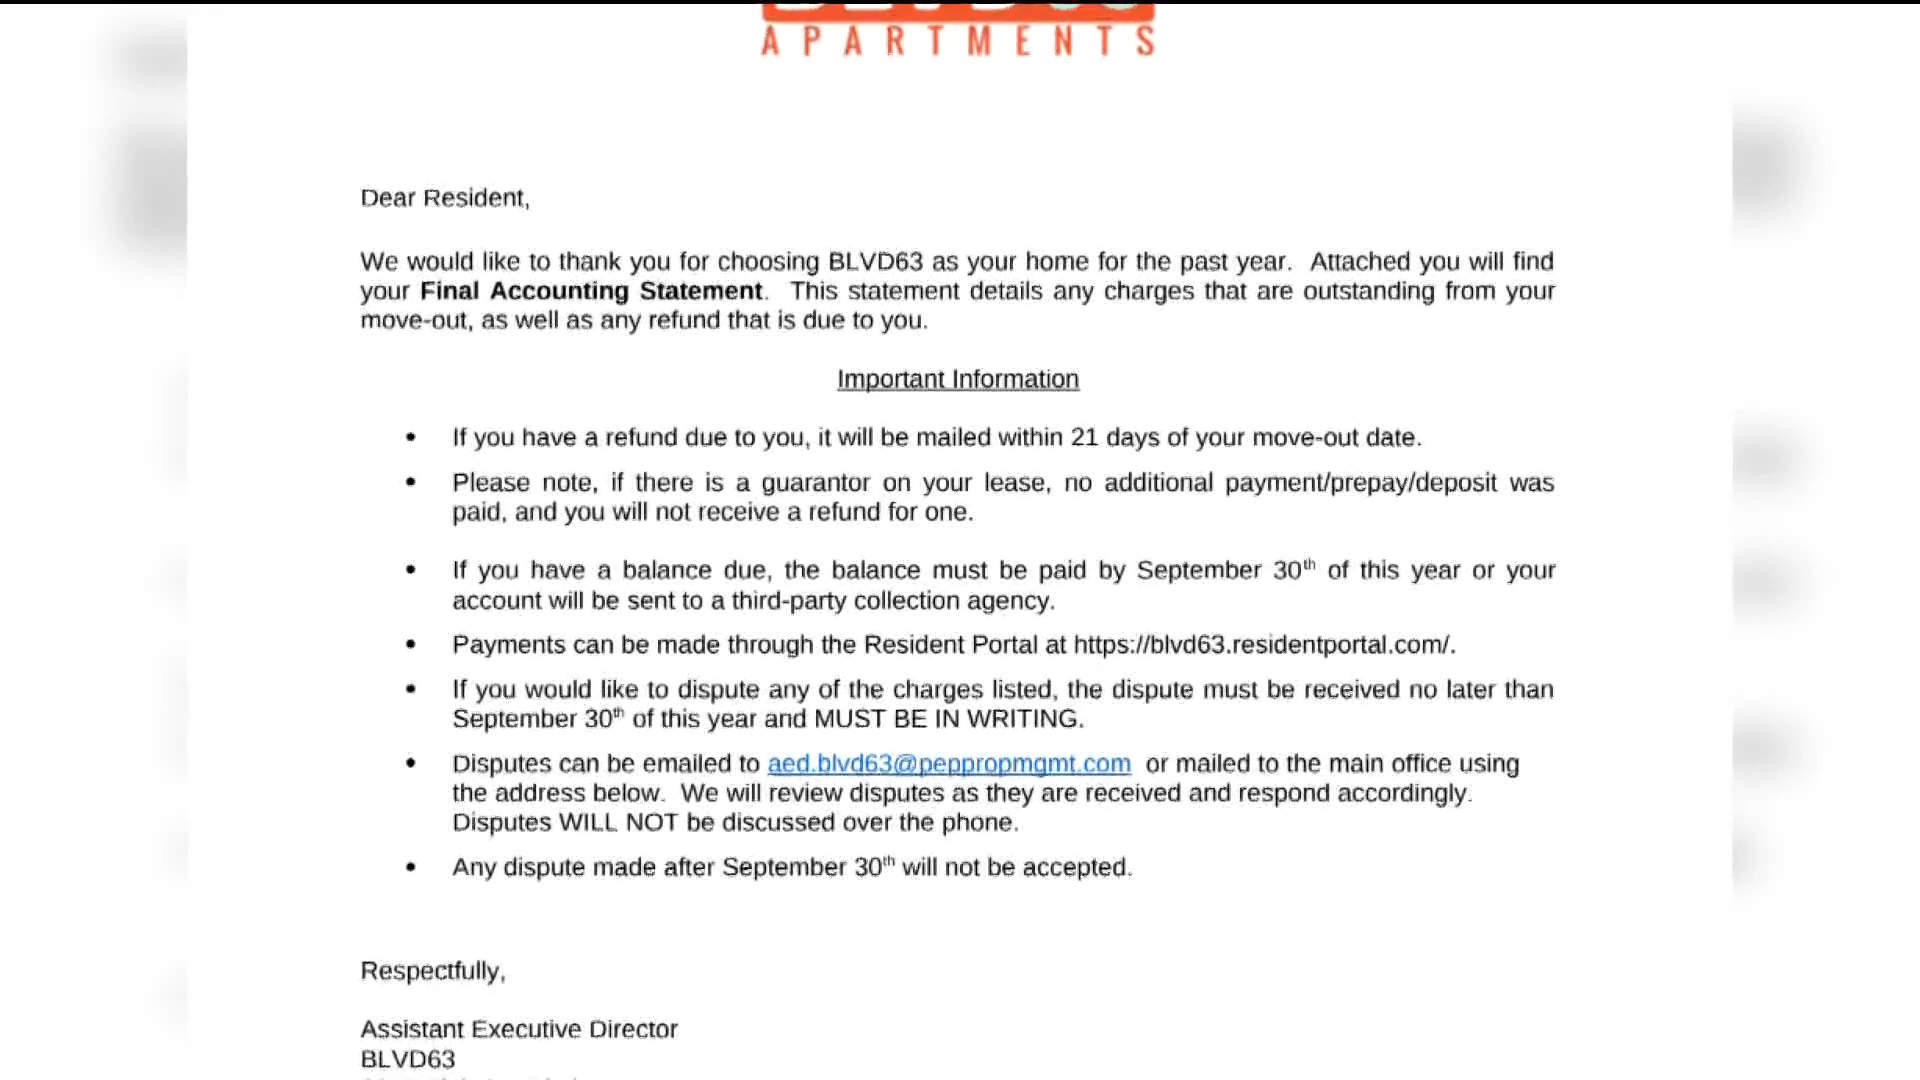 APARTMENTS
Dear Resident,
We would like to thank you for choosing BLVD63 as your home for the past year. Attached you will find
your Final Accounting Statement. This statement details any charges that are outstanding from your
move-out, as well as any refund that is due to you.
Important Information
• If you have a refund due to you, it will be mailed within 21 days of your move-out date.
• Please note, if there is a guarantor on your lease, no additional payment/prepay/deposit was
paid, and you will not receive a refund for one.
• If you have a balance due, the balance must be paid by September 30th of this year or your
account will be sent to a third-party collection agency.
• Payments can be made through the Resident Portal at https://blvd63.residentportal.com/.
• If you would like to dispute any of the charges listed, the dispute must be received no later than
September 30th of this year and MUST BE IN WRITING.
• Disputes can be emailed to aed.blvd63@peppropmgmt.com or mailed to the main office using
the address below. We will review disputes as they are received and respond accordingly.
Disputes WILL NOT be discussed over the phone.
• Any dispute made after September 30th will not be accepted.
Respectfully,
Assistant Executive Director
BLVD63